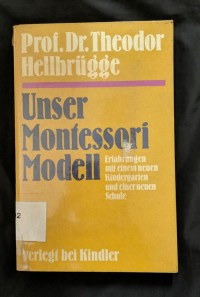 Prof. Dr. Theodor
Hellbrügge
Unser
Montessori
Modell
Erfahrungen
mit einem neuen
Kindergarten
und einer neuen
Schule
2
Verlegt bei Kindler